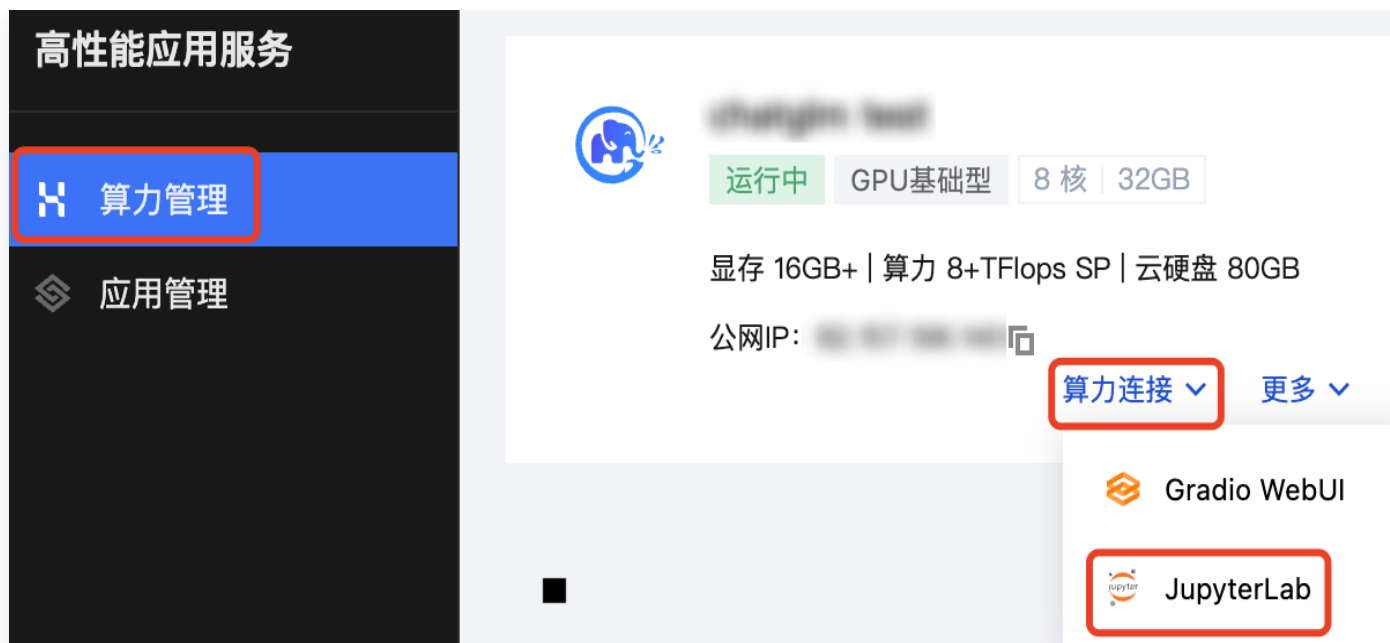 高性能应用服务
算力管理
应用管理
运行中 GPU基础型 8 核 32GB
显存 16GB+ | 算力 8+TFlops SP | 云硬盘 80GB
公网IP：
算力连接 更多
Gradio WebUI
jupyter JupyterLab